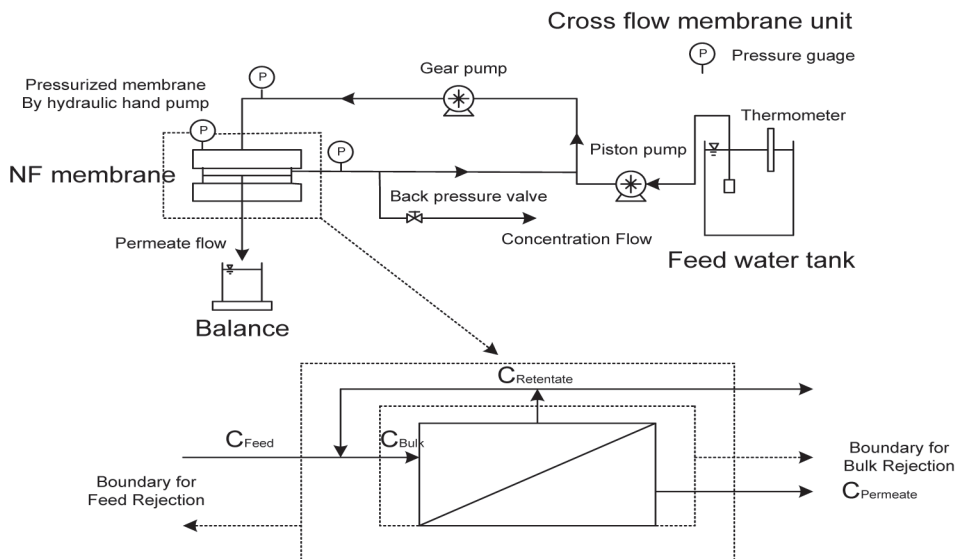 Cross flow membrane unit
P
Pressure guage
Gear pump
P
Pressurized membrane
By hydraulic hand pump
Thermometer
P
Piston pump
P
NF membrane
Back pressure valve
Concentration Flow
Permeate flow
Feed water tank
Balance
CRetentate
CFeed
CBulk
Boundary for
Bulk Rejection
Boundary for
Feed Rejection
CPermeate